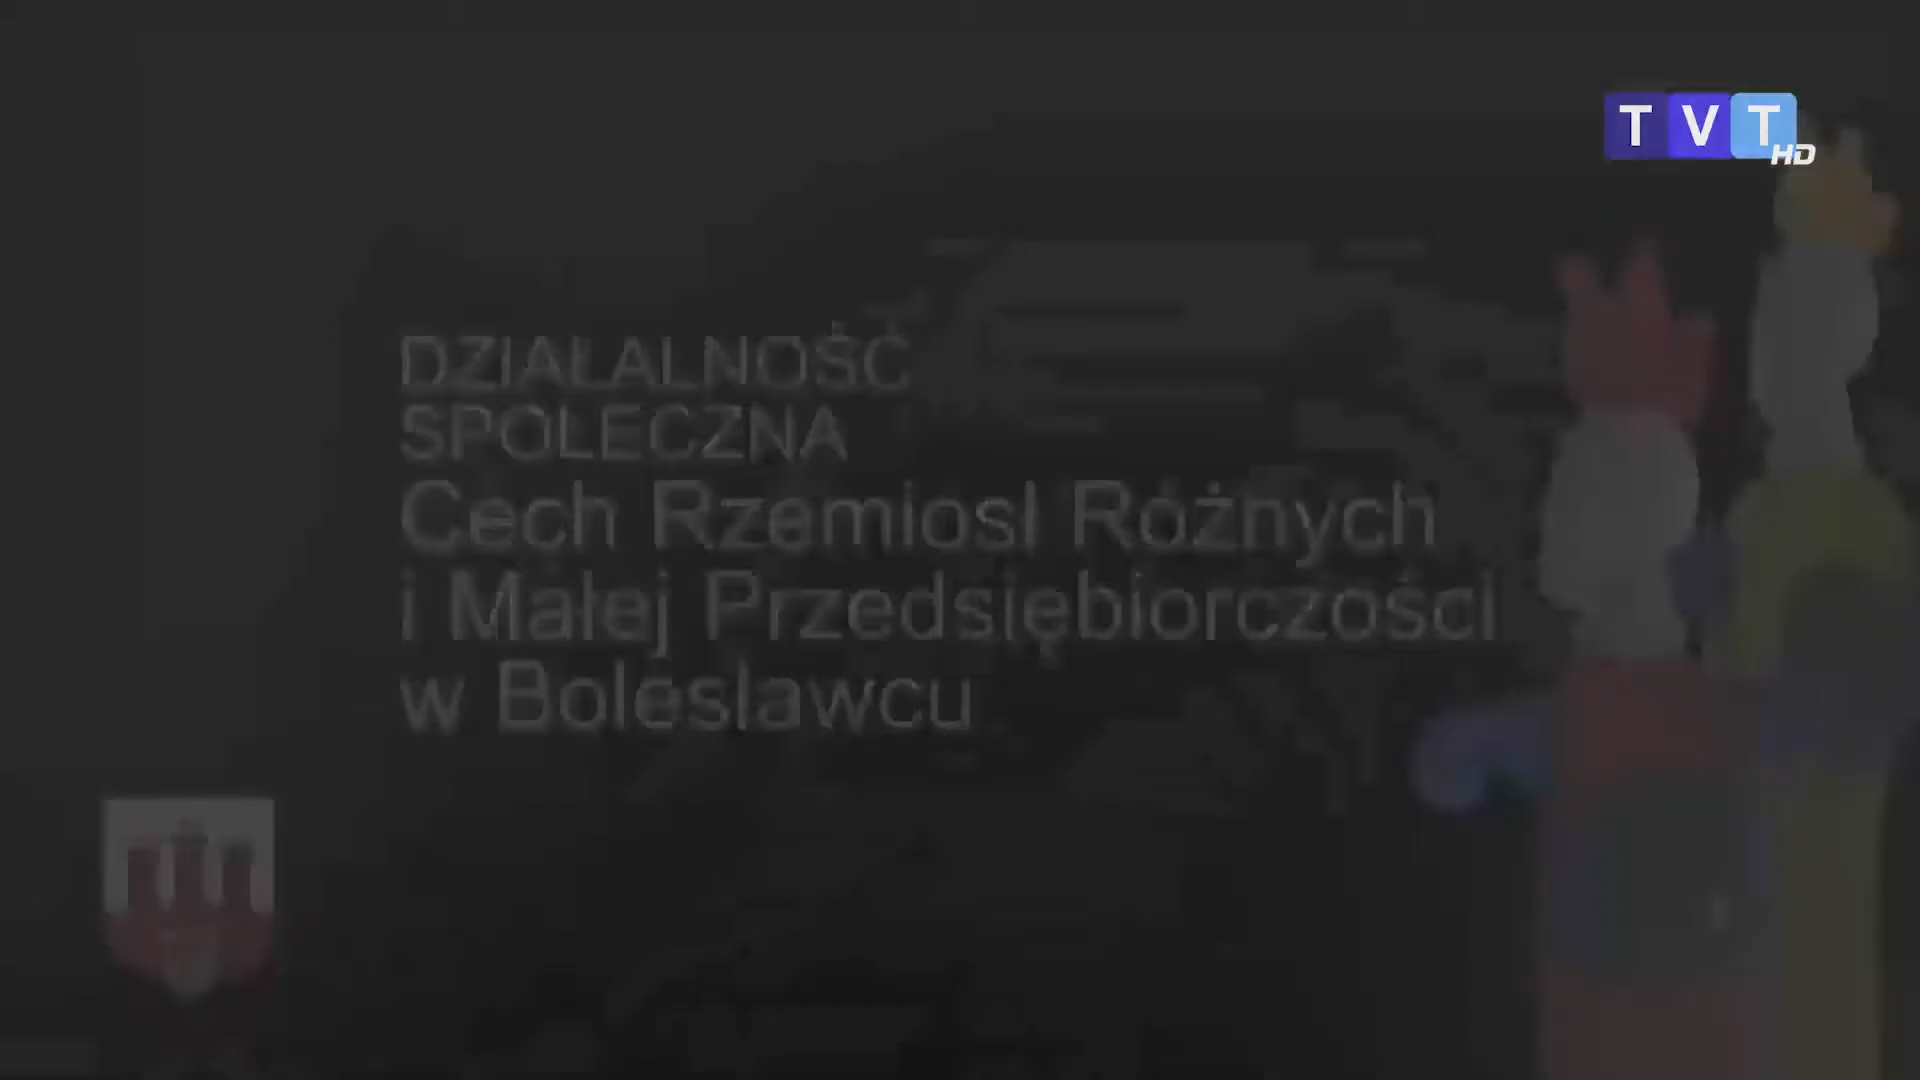 TVT
HD
DZIAŁALNOŚĆ
SPOŁECZNA
Cech Rzemiosł Różnych
i Małej Przedsiębiorczości
w Bolesławcu